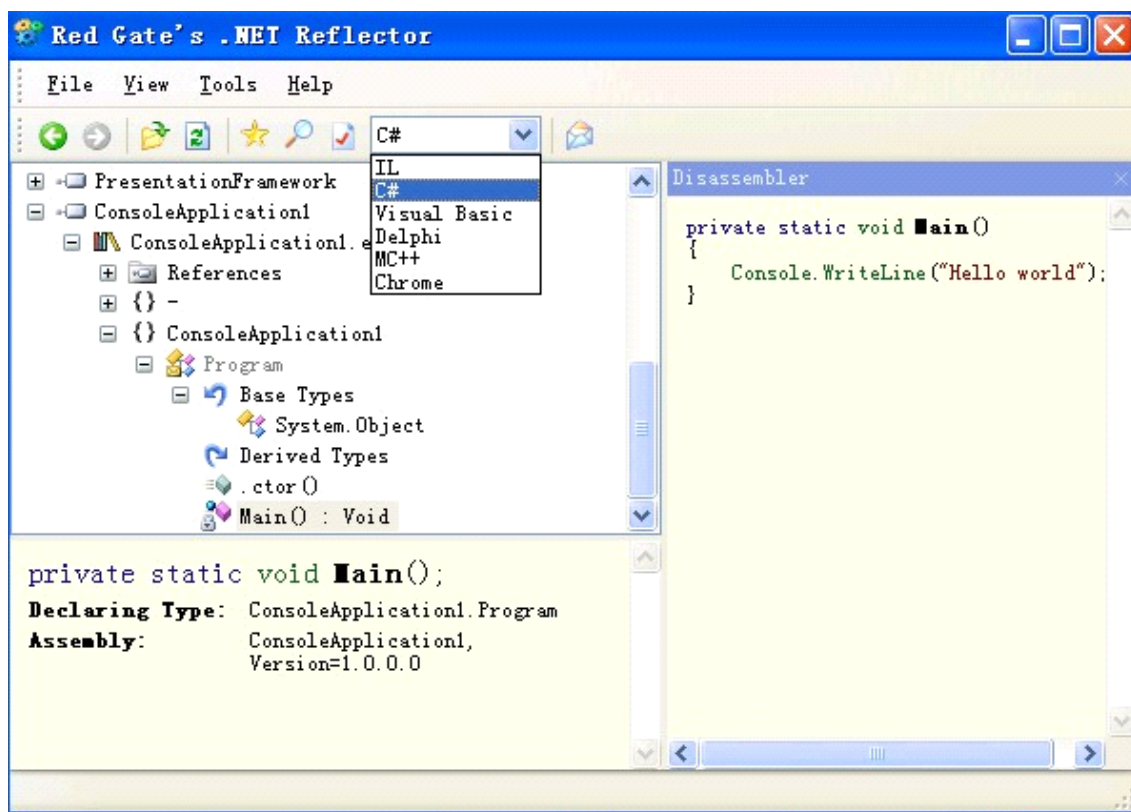 Red Gate's .NET Reflector
File View Tools Help
C#
IL
C#
Visual Basic
Delphi
MC++
Chrome
PresentationFramework
ConsoleApplication1
ConsoleApplication1.e
References
{} -
{} ConsoleApplication1
Program
Base Types
System.Object
Derived Types
.ctor()
Main() : Void
Disassembler
private static void Main()
{
Console.WriteLine("Hello world");
}
private static void Main();
Declaring Type: ConsoleApplication1.Program
Assembly: ConsoleApplication1,
Version=1.0.0.0